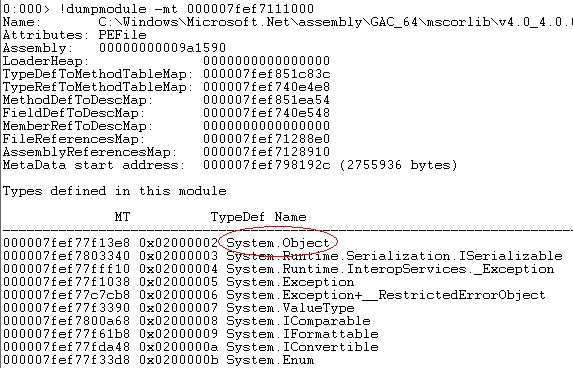 0:000> !dumpmodule -mt 000007fef7111000
Name: C:\Windows\Microsoft.Net\assembly\GAC_64\mscorlib\v4.0_4.0.
Attributes: PEFile
Assembly: 00000000009a1590
LoaderHeap: 0000000000000000
TypeDefToMethodTableMap: 000007fef851c83c
TypeRefToMethodTableMap: 000007fef740e4e8
MethodDefToDescMap: 000007fef851ea54
FieldDefToDescMap: 000007fef740e548
MemberRefToDescMap: 0000000000000000
FileReferencesMap: 000007fef71288e0
AssemblyReferencesMap: 000007fef7128910
MetaData start address: 000007fef798192c (2755936 bytes)
Types defined in this module
MT TypeDef Name
------------------------------------------------------------------------------
000007fef77f13e8 0x02000002 System.Object
000007fef7803340 0x02000003 System.Runtime.Serialization.ISerializable
000007fef77fff10 0x02000004 System.Runtime.InteropServices._Exception
000007fef77f1038 0x02000005 System.Exception
000007fef77c7cb8 0x02000006 System.Exception+__RestrictedErrorObject
000007fef77f3390 0x02000007 System.ValueType
000007fef7800a68 0x02000008 System.IComparable
000007fef77f61b8 0x02000009 System.IFormattable
000007fef77fda48 0x0200000a System.IConvertible
000007fef77f33d8 0x0200000b System.Enum